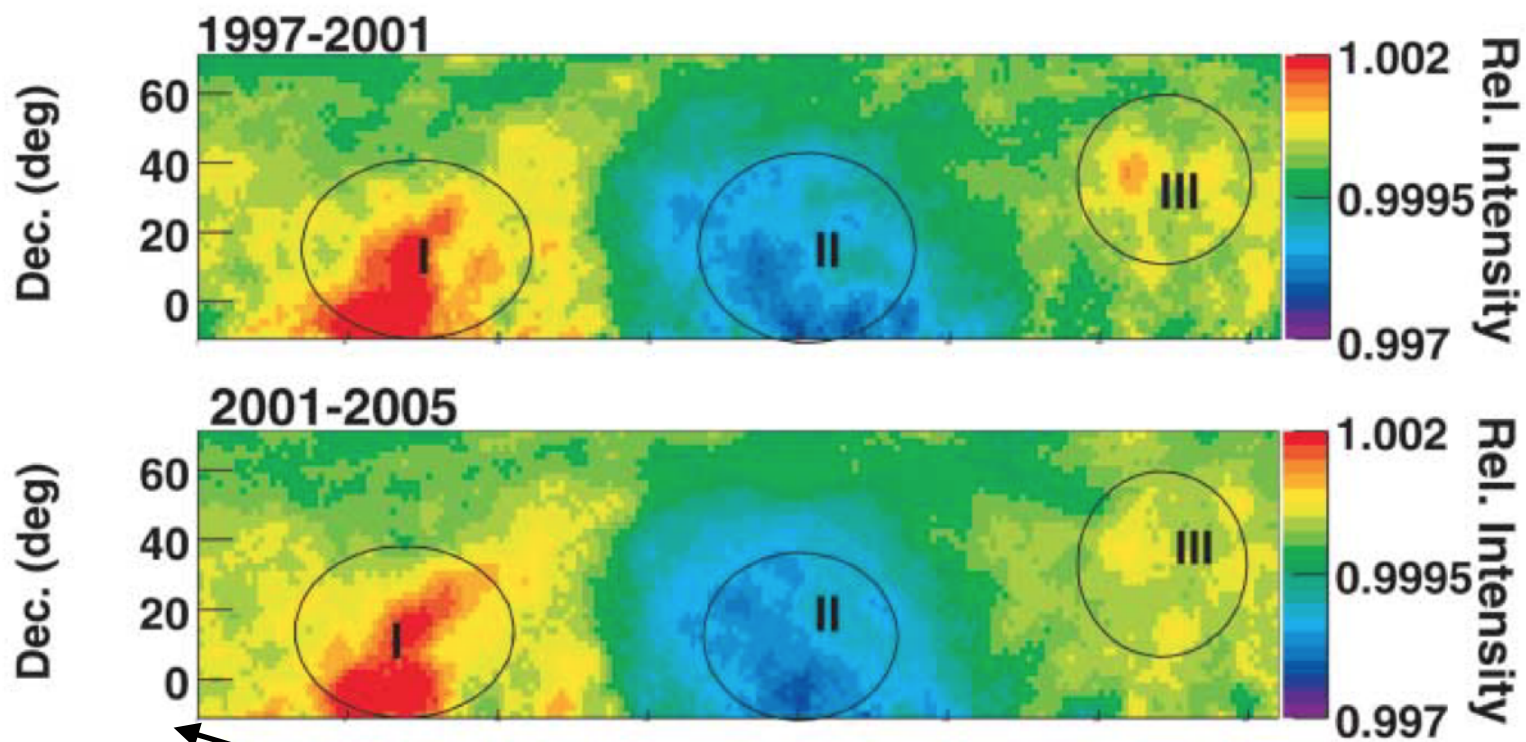 1997-2001
Dec. (deg)
60
40
20
0
I
II
III
1.002
0.9995
0.997
Rel. Intensity
2001-2005
Dec. (deg)
60
40
20
0
I
II
III
1.002
0.9995
0.997
Rel. Intensity